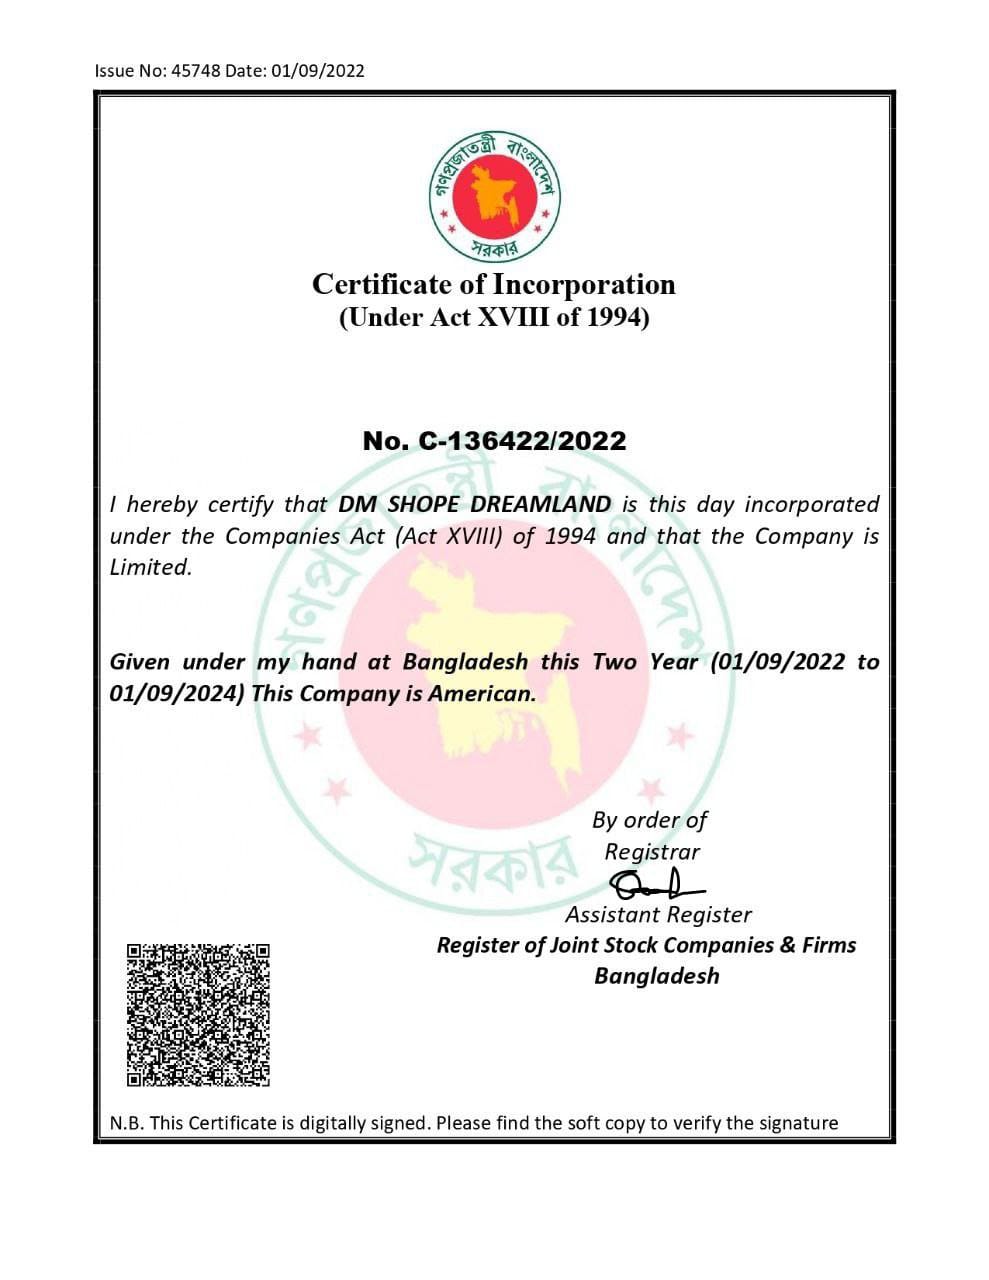 Issue No: 45748 Date: 01/09/2022
গণপ্রজাতন্ত্রী বাংলাদেশ
সরকার
Certificate of Incorporation
(Under Act XVIII of 1994)
No. C-136422/2022
I hereby certify that DM SHOPE DREAMLAND is this day incorporated
under the Companies Act (Act XVIII) of 1994 and that the Company is
Limited.
গণপ্রজাতন্ত্রী বাংলাদেশ
Given under my hand at Bangladesh this Two Year (01/09/2022 to
01/09/2024) This Company is American.
সরকার
By order of
Registrar
Assistant Register
Register of Joint Stock Companies & Firms
Bangladesh
N.B. This Certificate is digitally signed. Please find the soft copy to verify the signature